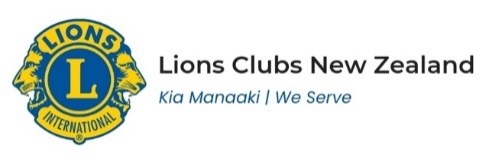 LIONS
L
INTERNATIONAL
®
Lions Clubs New Zealand
Kia Manaaki | We Serve